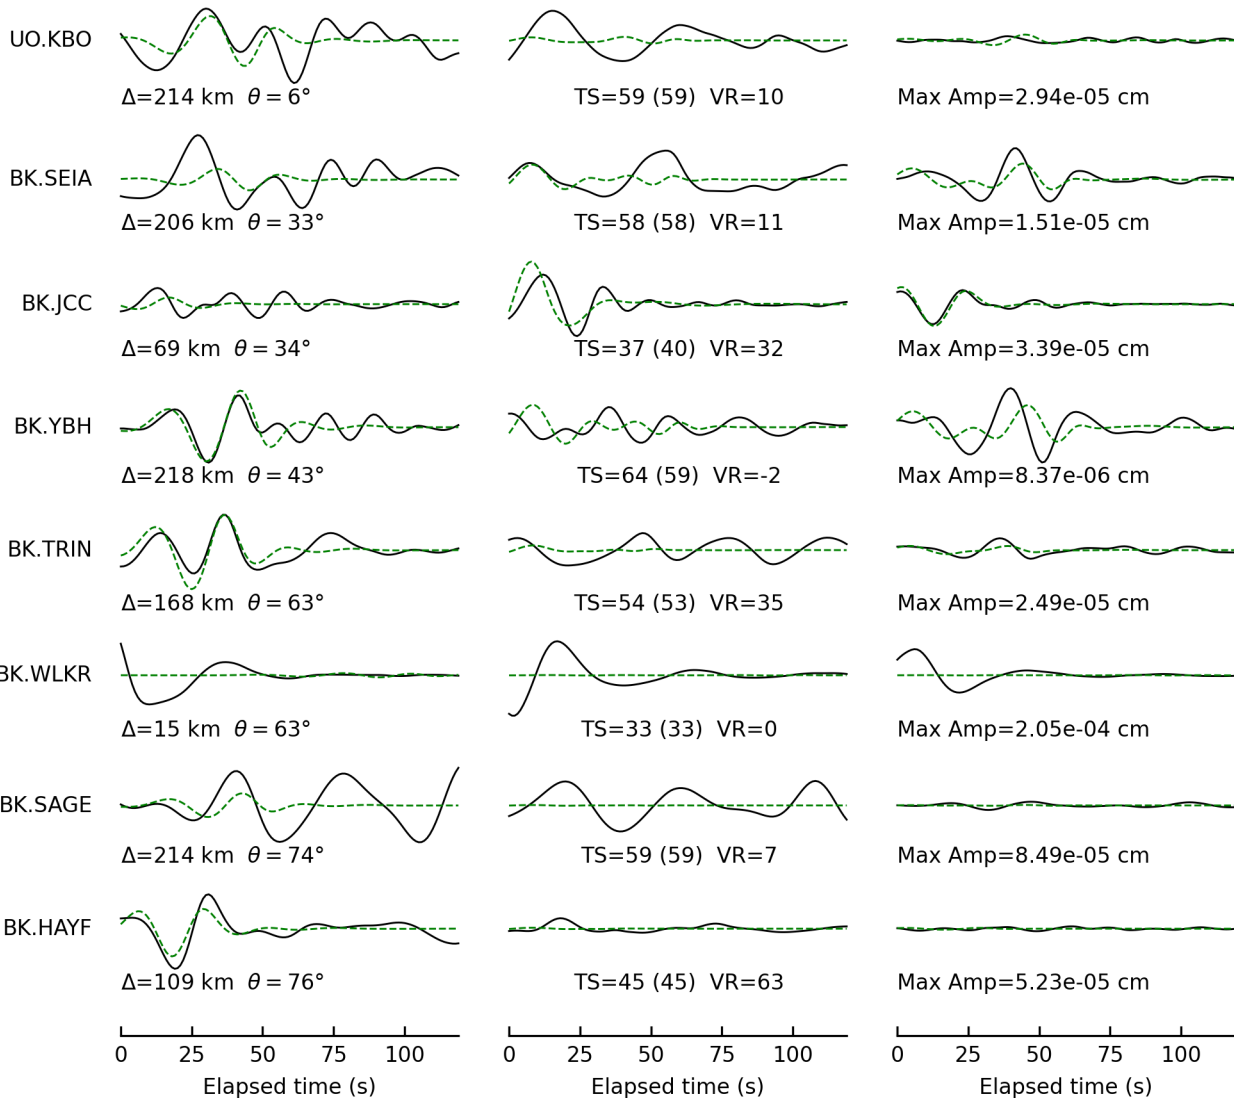 UO.KBO
Δ=214 km θ = 6° TS=59 (59) VR=10 Max Amp=2.94e-05 cm
BK.SEIA
Δ=206 km θ = 33° TS=58 (58) VR=11 Max Amp=1.51e-05 cm
BK.JCC
Δ=69 km θ = 34° TS=37 (40) VR=32 Max Amp=3.39e-05 cm
BK.YBH
Δ=218 km θ = 43° TS=64 (59) VR=-2 Max Amp=8.37e-06 cm
BK.TRIN
Δ=168 km θ = 63° TS=54 (53) VR=35 Max Amp=2.49e-05 cm
BK.WLKR
Δ=15 km θ = 63° TS=33 (33) VR=0 Max Amp=2.05e-04 cm
BK.SAGE
Δ=214 km θ = 74° TS=59 (59) VR=7 Max Amp=8.49e-05 cm
BK.HAYF
Δ=109 km θ = 76° TS=45 (45) VR=63 Max Amp=5.23e-05 cm
0 25 50 75 100 0 25 50 75 100 0 25 50 75 100
Elapsed time (s) Elapsed time (s) Elapsed time (s)